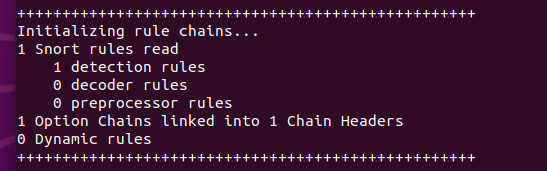 +++++++++++++++++++++++++++++++++++++++++++++++++++
Initializing rule chains...
1 Snort rules read
    1 detection rules
    0 decoder rules
    0 preprocessor rules
1 Option Chains linked into 1 Chain Headers
0 Dynamic rules
+++++++++++++++++++++++++++++++++++++++++++++++++++